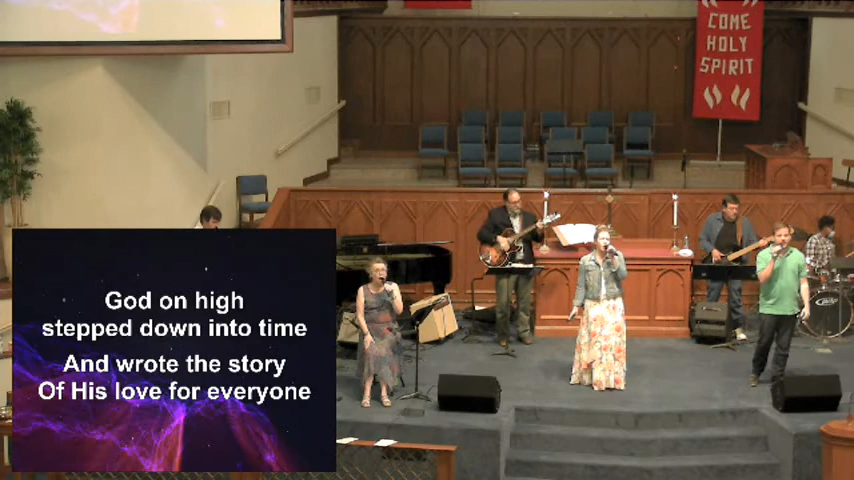 COME
HOLY
SPIRIT
God on high
stepped down into time
And wrote the story
Of His love for everyone